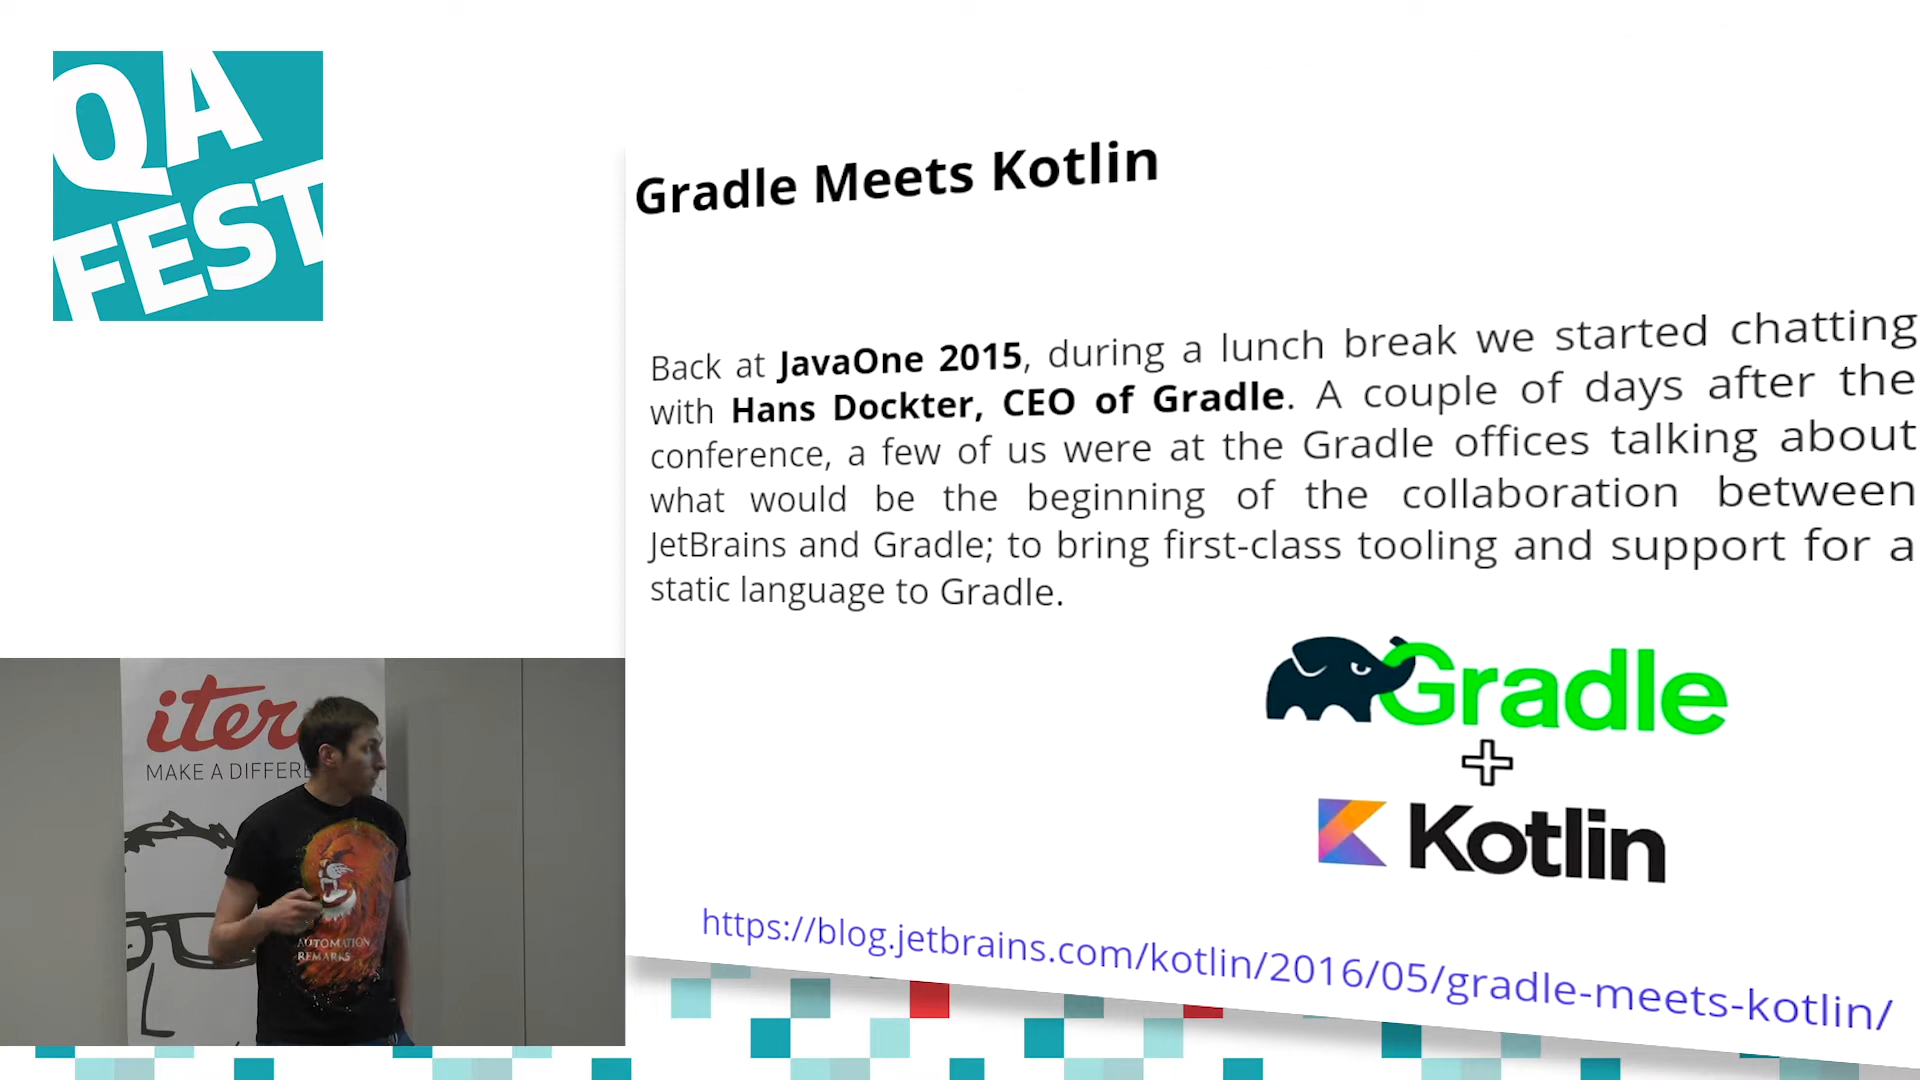 QA
FEST
Gradle Meets Kotlin
Back at JavaOne 2015, during a lunch break we started chatting
with Hans Dockter, CEO of Gradle. A couple of days after the
conference, a few of us were at the Gradle offices talking about
what would be the beginning of the collaboration between
JetBrains and Gradle; to bring first-class tooling and support for a
static language to Gradle.
Gradle
+
Kotlin
https://blog.jetbrains.com/kotlin/2016/05/gradle-meets-kotlin/
iter
MAKE A DIFFERE
AUTOMATION
REMARKS